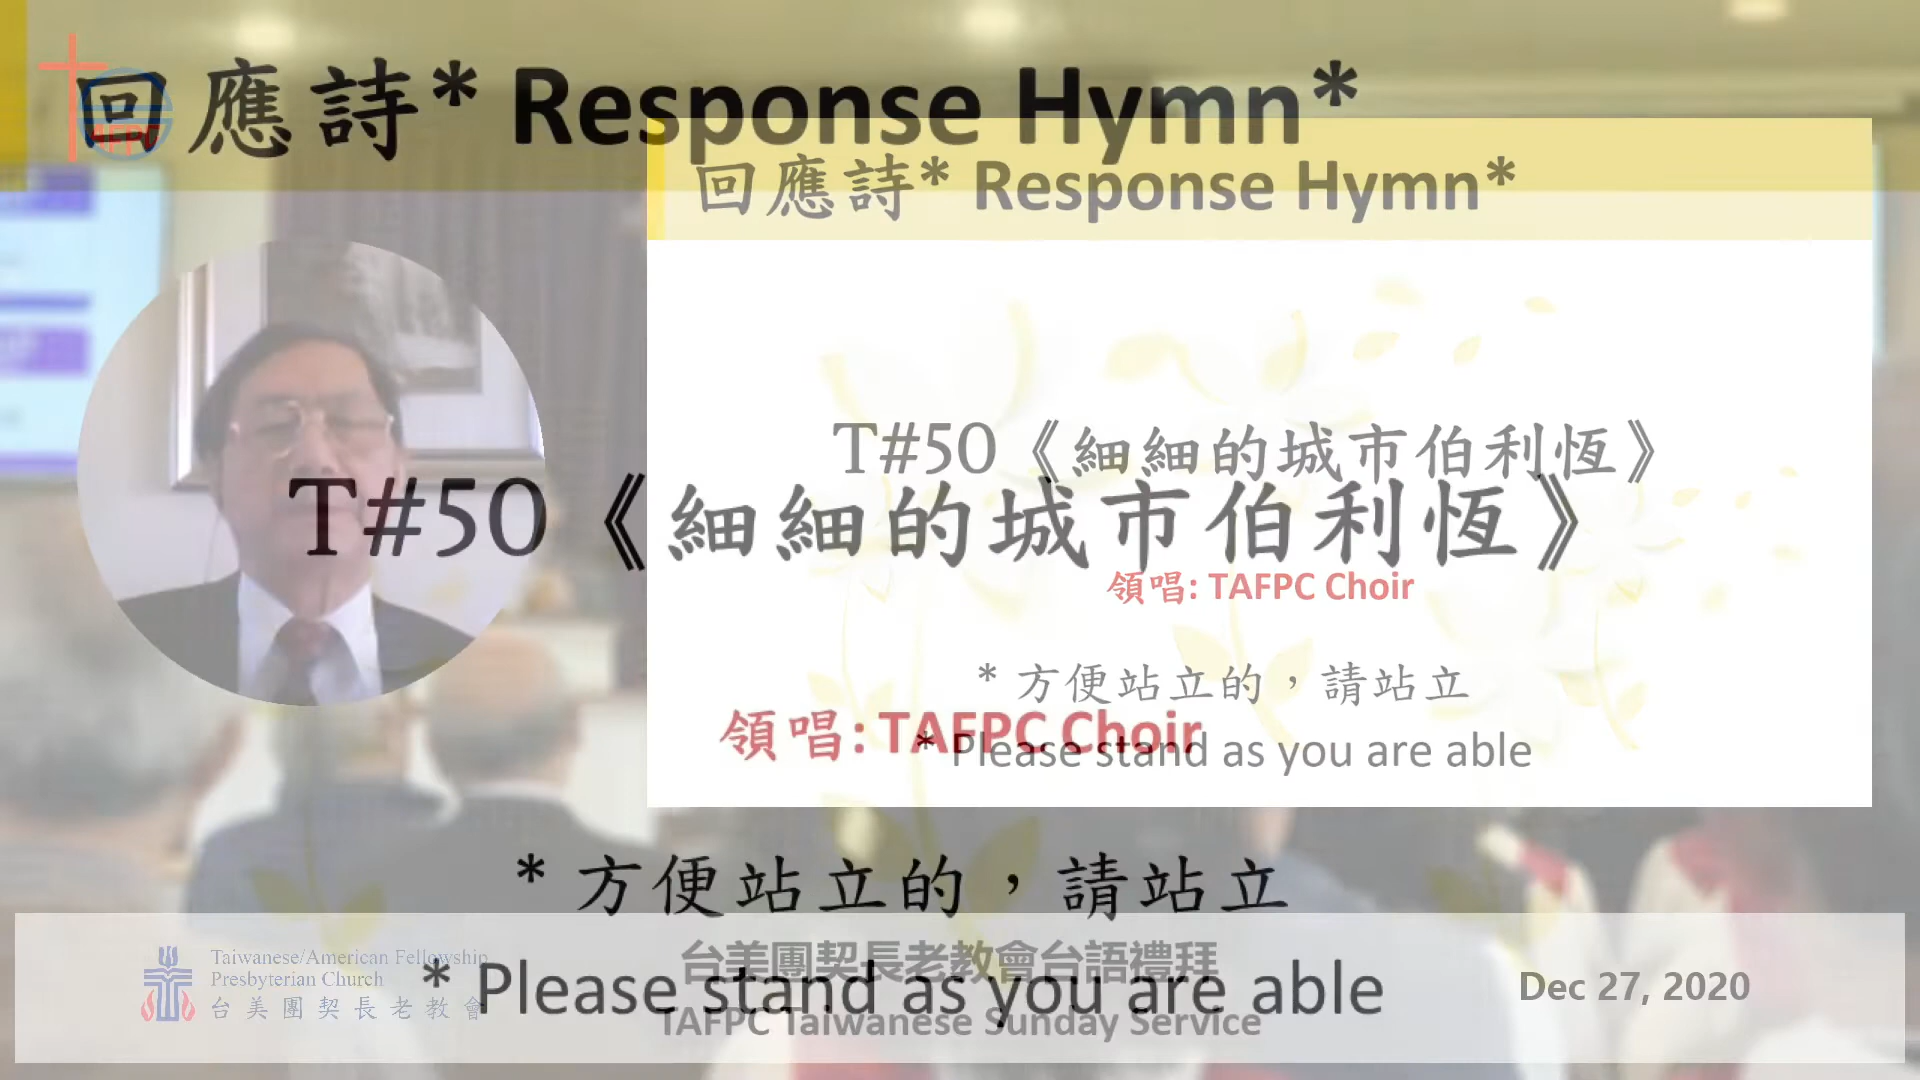 回應詩* Response Hymn*
TAFPC
回應詩* Response Hymn*
T#50《細細的城市伯利恆》
T#50《細細的城市伯利恆》
領唱: TAFPC Choir
* 方便站立的，請站立
領唱: TAFPC Choir
* Please stand as you are able
* 方便站立的，請站立
* Please stand as you are able
Taiwanese/American Fellowship
Presbyterian Church
台美團契長老教會
台美團契長老教會台語禮拜
TAFPC Taiwanese Sunday Service
Dec 27, 2020